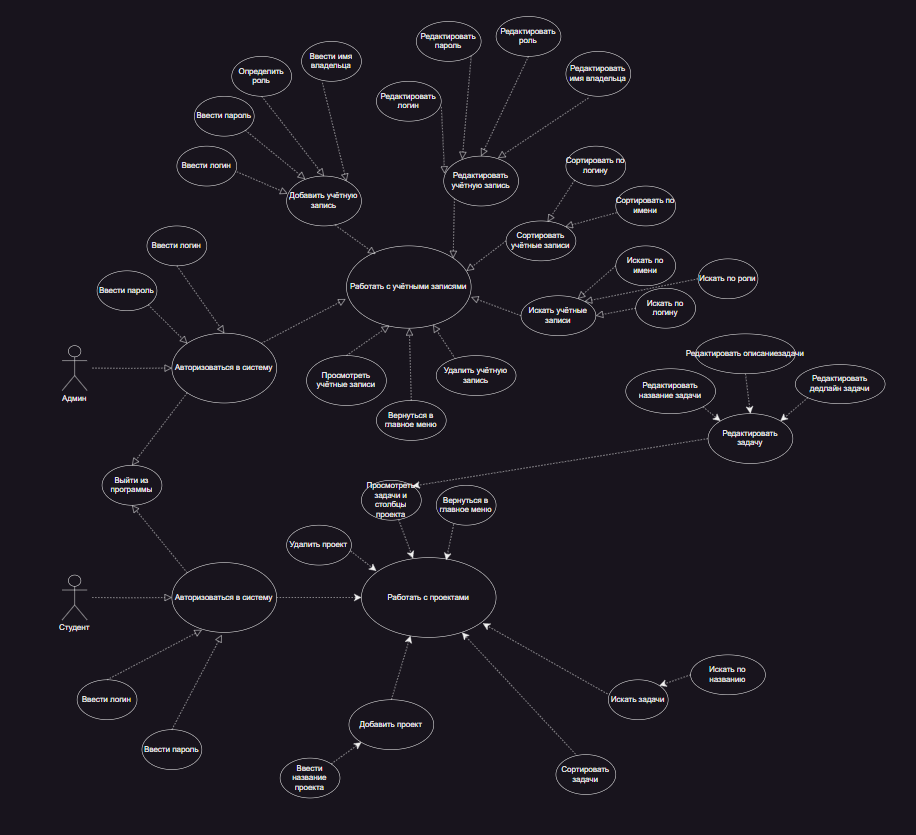 Редактировать
пароль
Редактировать
роль
Ввести имя
владельца
Определить
роль
Редактировать
имя владельца
Редактировать
логин
Ввести пароль
Ввести логин
Добавить учётную
запись
Редактировать
учётную запись
Сортировать по
логину
Сортировать по
имени
Сортировать
учётные записи
Ввести логин
Ввести пароль
Работать с учётными записями
Искать по
имени
Искать по роли
Искать по
логину
Искать учётные
записи
Админ
Авторизоваться в систему
Просмотреть
учётные записи
Удалить учётную
запись
Вернуться в
главное меню
Редактировать описаниезадачи
Редактировать
название задачи
Редактировать
дедлайн задачи
Редактировать
задачу
Выйти из
программы
Просмотреть
задачи и
столбцы
проекта
Вернуться в
главное меню
Удалить проект
Студент
Авторизоваться в систему
Работать с проектами
Ввести логин
Ввести пароль
Добавить проект
Ввести
название
проекта
Искать задачи
Искать по
названию
Сортировать
задачи